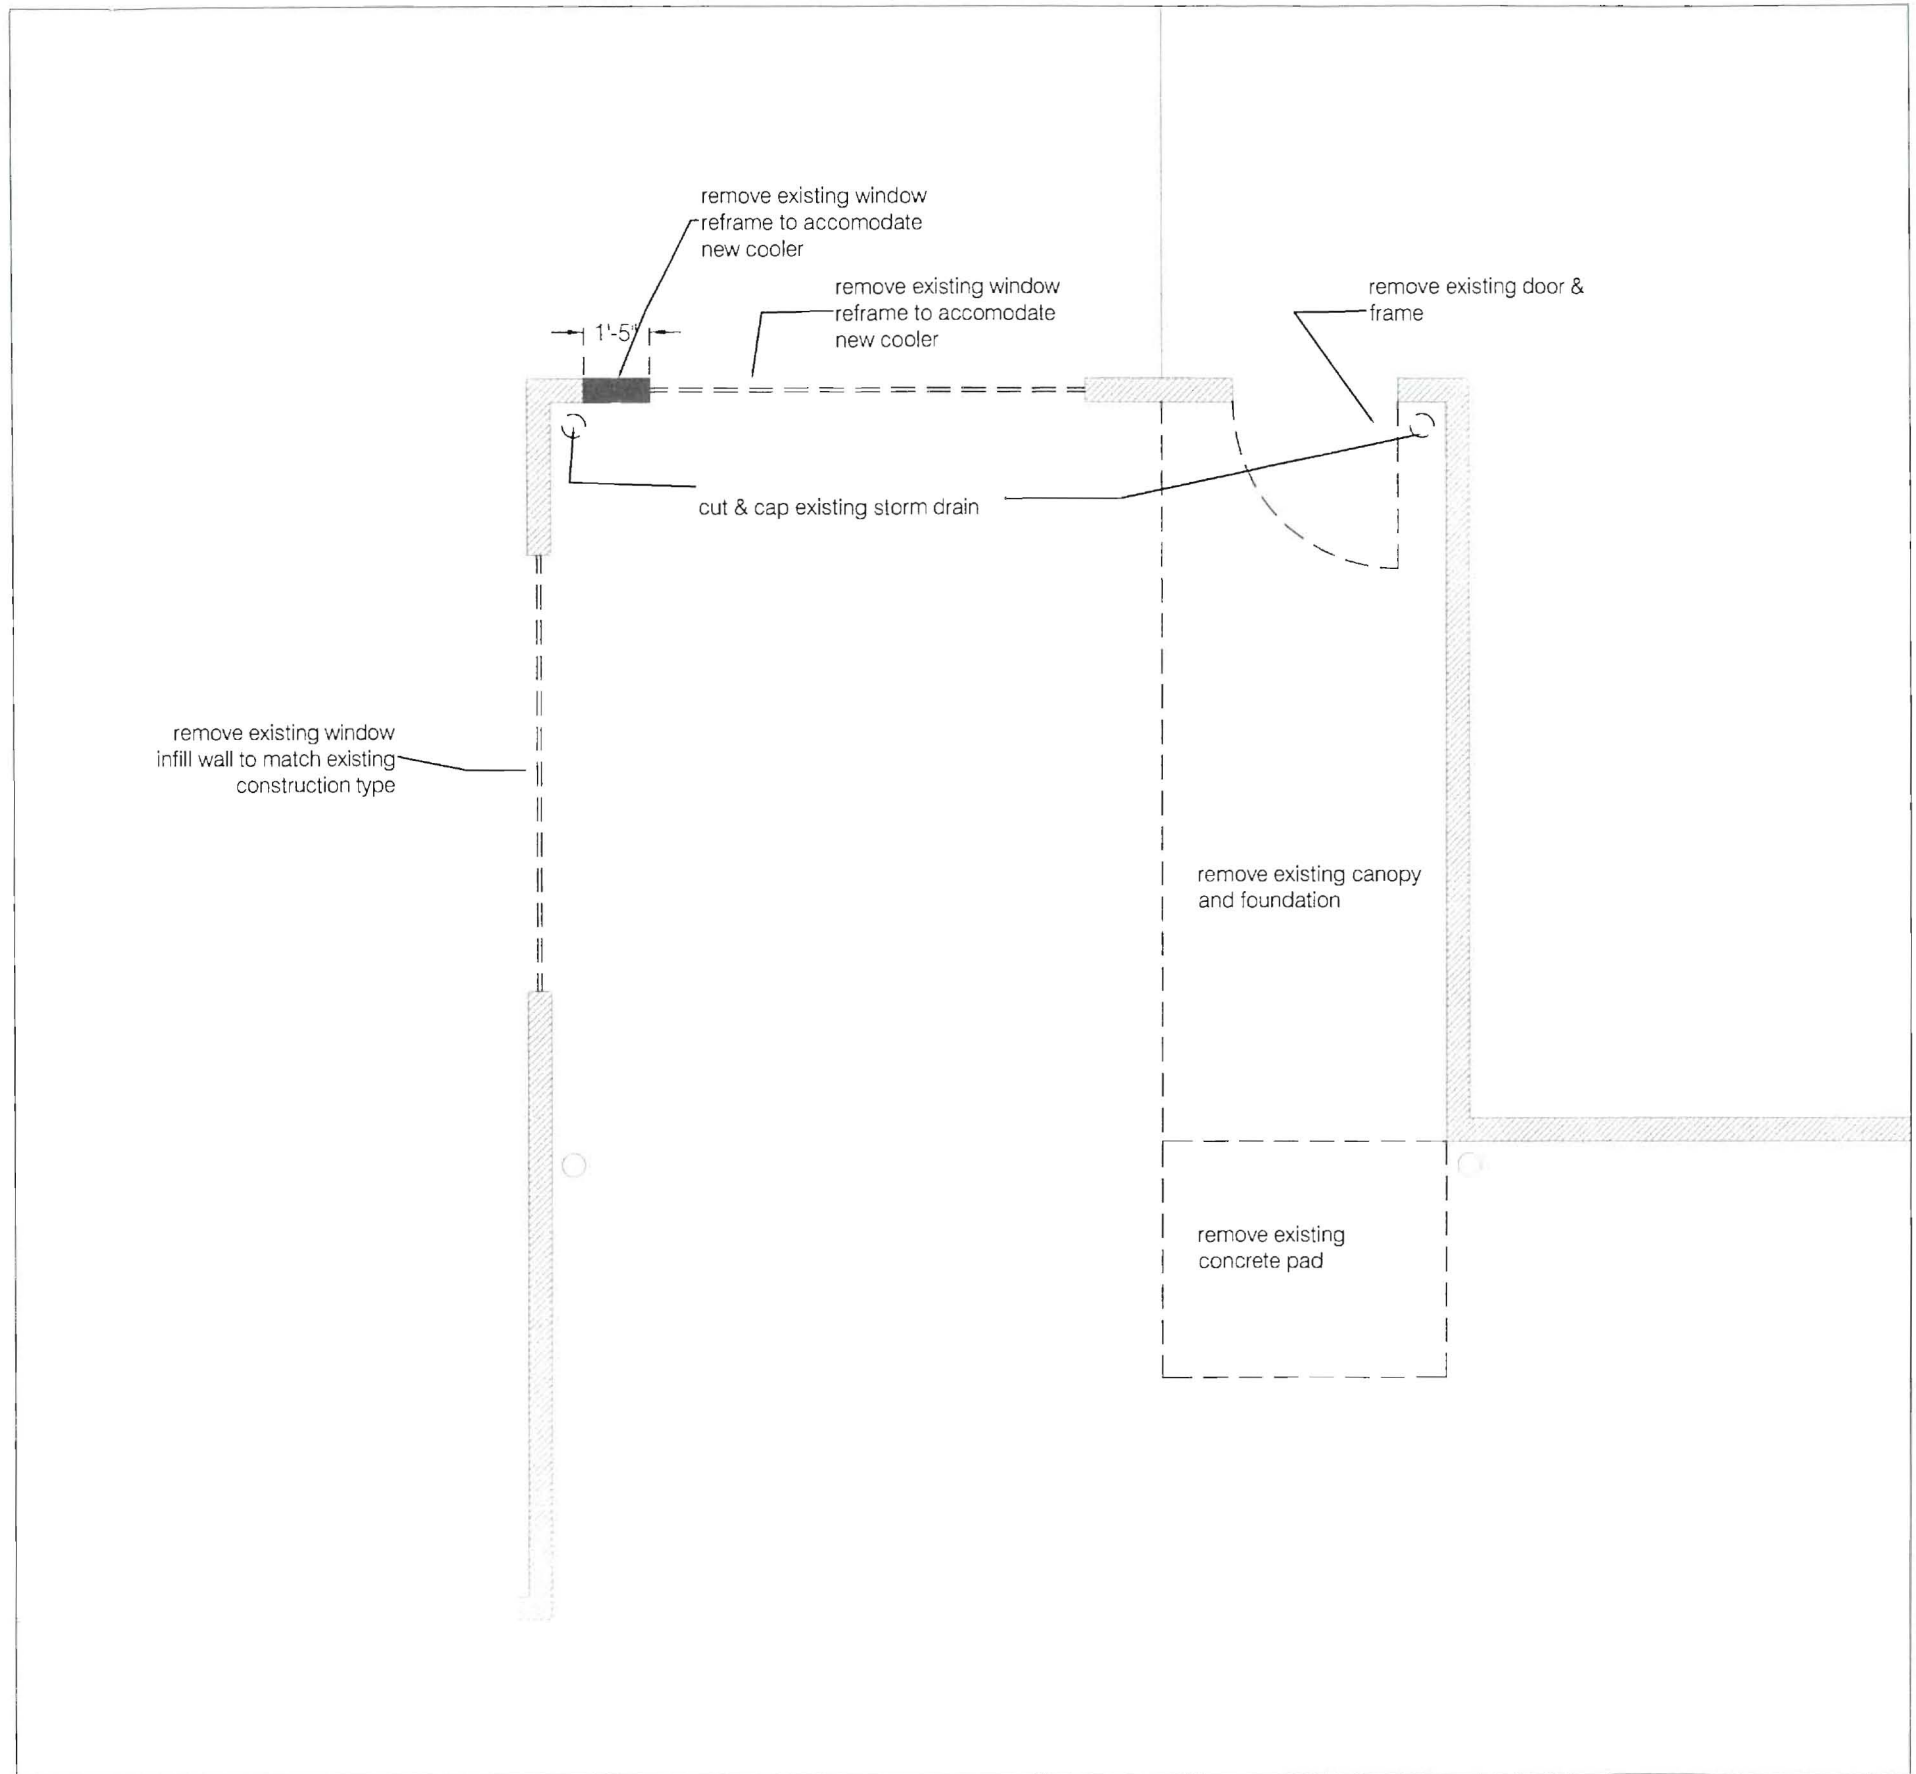 remove existing window
reframe to accomodate
new cooler
remove existing window
reframe to accomodate
new cooler
remove existing door &
frame
1'-5"
cut & cap existing storm drain
remove existing window
infill wall to match existing
construction type
remove existing canopy
and foundation
remove existing
concrete pad